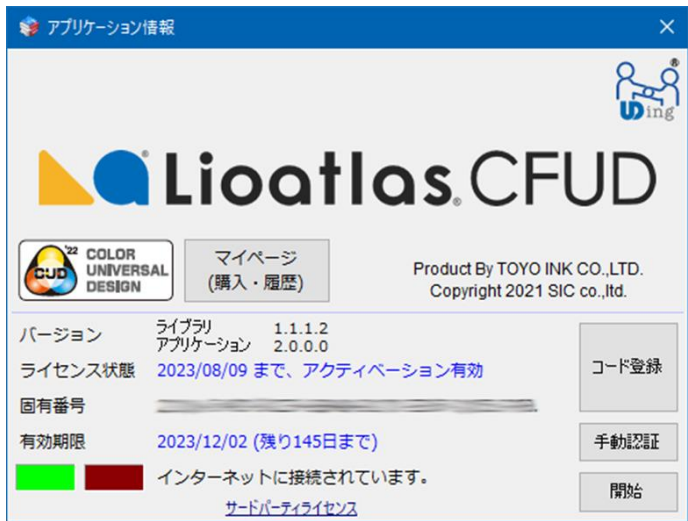 アプリケーション情報
UDing®
Lioatlas®CFUD
CUD '22 COLOR
UNIVERSAL
DESIGN
マイページ
(購入・履歴)
Product By TOYO INK CO.,LTD.
Copyright 2021 SIC co.,ltd.
バージョン
ライブラリ 1.1.1.2
アプリケーション 2.0.0.0
コード登録
ライセンス状態 2023/08/09 まで、アクティベーション有効
固有番号
有効期限 2023/12/02 (残り145日まで)
手動認証
インターネットに接続されています。
開始
サードパーティライセンス